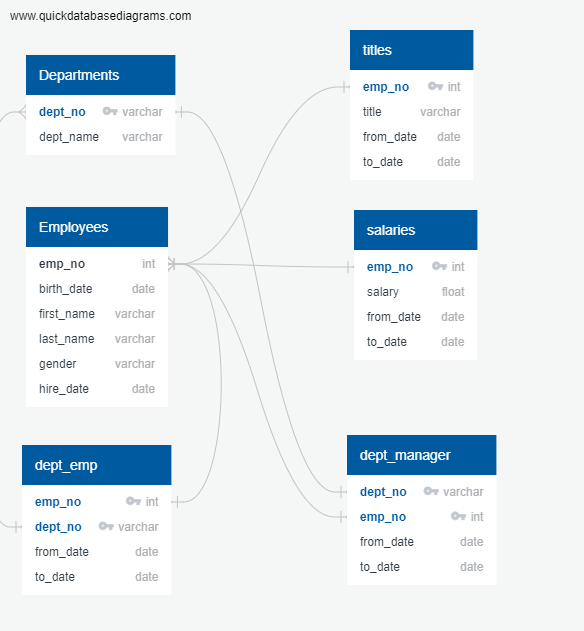 www.quickdatabasediagrams.com
Departments
dept_no varchar
dept_name varchar
Employees
emp_no int
birth_date date
first_name varchar
last_name varchar
gender varchar
hire_date date
dept_emp
emp_no int
dept_no varchar
from_date date
to_date date
titles
emp_no int
title varchar
from_date date
to_date date
salaries
emp_no int
salary float
from_date date
to_date date
dept_manager
dept_no varchar
emp_no int
from_date date
to_date date